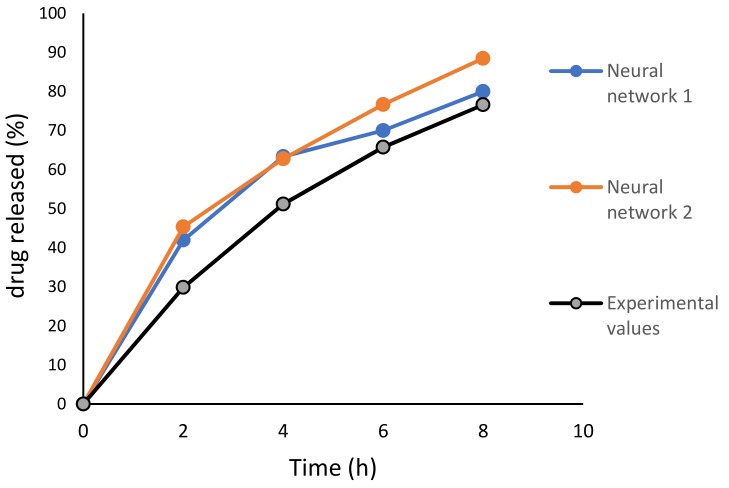 100
90
80
70
60
50
40
30
20
10
0
drug released (%)
0 2 4 6 8 10
Time (h)
Neural
network 1
Neural
network 2
Experimental
values